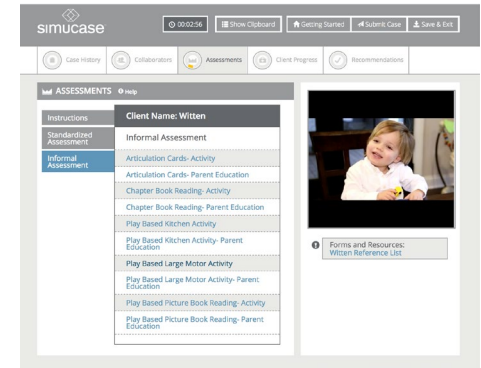 simucase
00:02:56
Show Clipboard
Getting Started
Submit Case
Save & Exit
Case History
Collaborators
Assessments
Client Progress
Recommendations
ASSESSMENTS
Help
Instructions
Standardized
Assessment
Informal
Assessment
Client Name: Witten
Informal Assessment
Articulation Cards- Activity
Articulation Cards- Parent Education
Chapter Book Reading- Activity
Chapter Book Reading- Parent Education
Play Based Kitchen Activity
Play Based Kitchen Activity- Parent
Education
Play Based Large Motor Activity
Play Based Large Motor Activity- Parent
Education
Play Based Picture Book Reading- Activity
Play Based Picture Book Reading- Parent
Education
Forms and Resources:
Witten Reference List